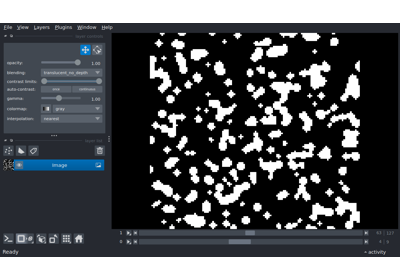 File View Layers Plugins Window Help
opacity: 1.00
blending: translucent_no_depth
contrast limits:
auto-contrast: once continuous
gamma: 1.00
colormap: gray
interpolation: nearest
Image
1
0
Ready
activity